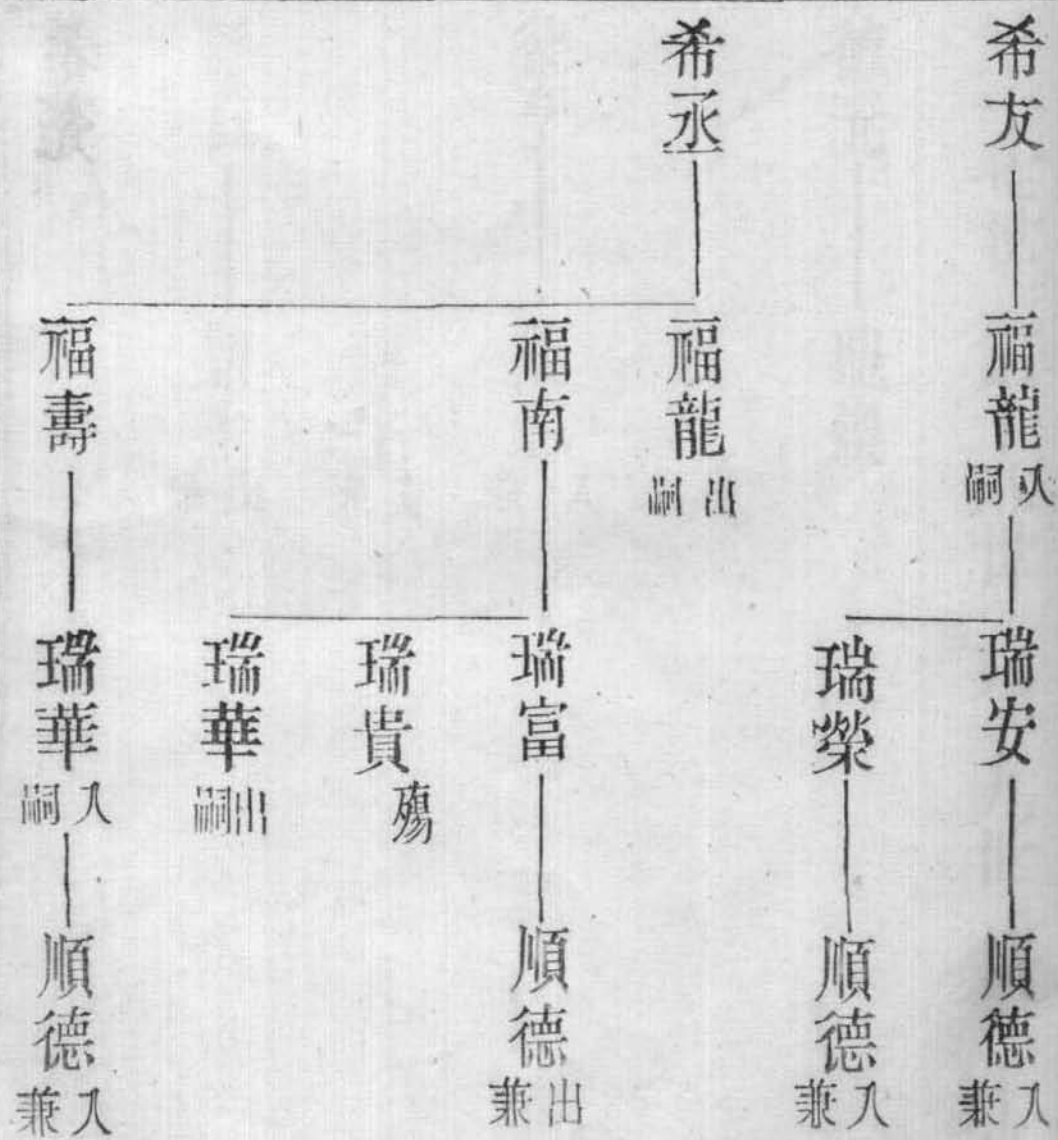 希友
希丞
福龍 入嗣
福龍 出嗣
福南
福壽
瑞安
瑞榮
瑞富
瑞貴 殤
瑞華 出嗣
瑞華 入嗣
順德 入兼
順德 入兼
順德 出兼
順德 入兼